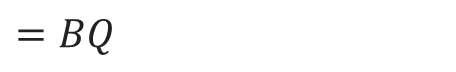 = BQ